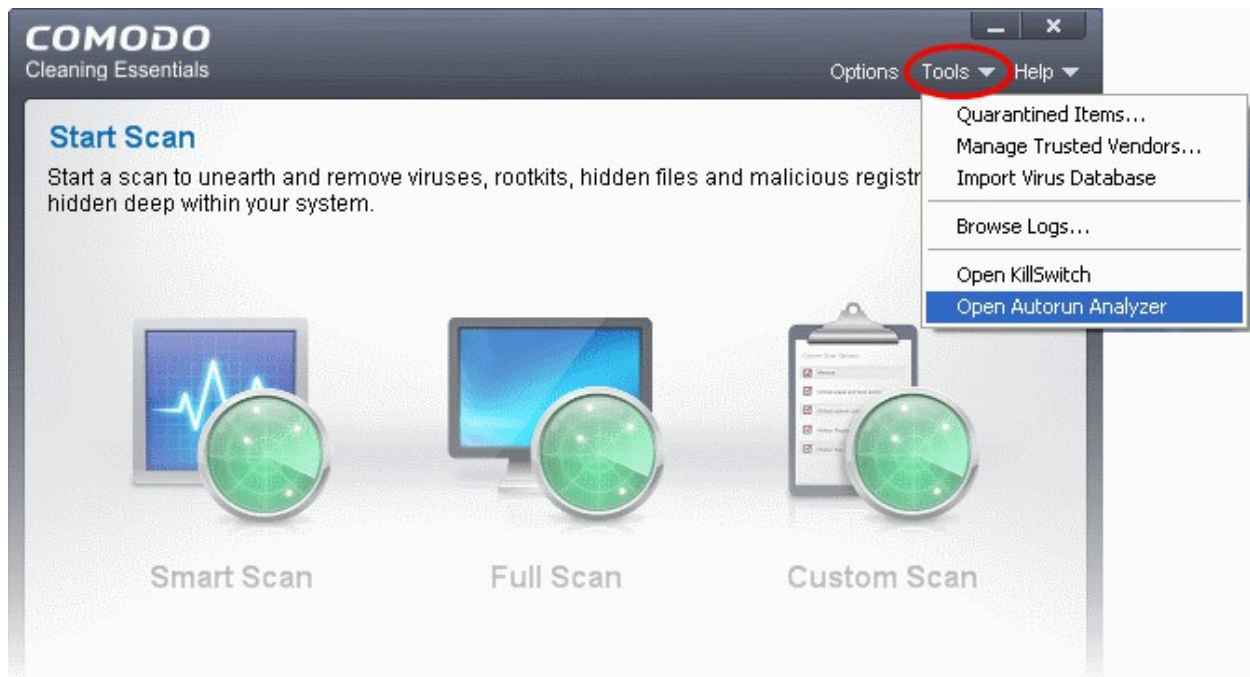 COMODO
Cleaning Essentials
Options Tools Help
Quarantined Items...
Manage Trusted Vendors...
Import Virus Database
Browse Logs...
Open KillSwitch
Open Autorun Analyzer
Start Scan
Start a scan to unearth and remove viruses, rootkits, hidden files and malicious registr
hidden deep within your system.
Smart Scan
Full Scan
Custom Scan